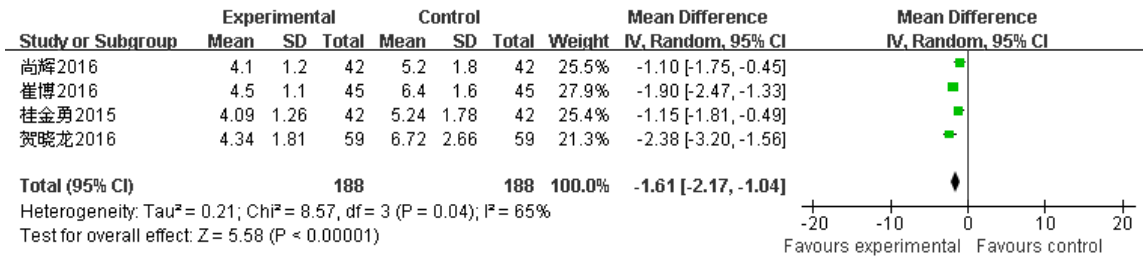 Experimental Control Mean Difference Mean Difference
Study or Subgroup Mean SD Total Mean SD Total Weight IV, Random, 95% CI IV, Random, 95% CI
尚辉2016 4.1 1.2 42 5.2 1.8 42 25.5% -1.10 [-1.75, -0.45]
崔博2016 4.5 1.1 45 6.4 1.6 45 27.9% -1.90 [-2.47, -1.33]
桂金勇2015 4.09 1.26 42 5.24 1.78 42 25.4% -1.15 [-1.81, -0.49]
贺晓龙2016 4.34 1.81 59 6.72 2.66 59 21.3% -2.38 [-3.20, -1.56]
Total (95% CI) 188 188 100.0% -1.61 [-2.17, -1.04]
Heterogeneity: Tau² = 0.21; Chi² = 8.57, df = 3 (P = 0.04); I² = 65%
Test for overall effect: Z = 5.58 (P < 0.00001)
-20 -10 0 10 20
Favours experimental Favours control